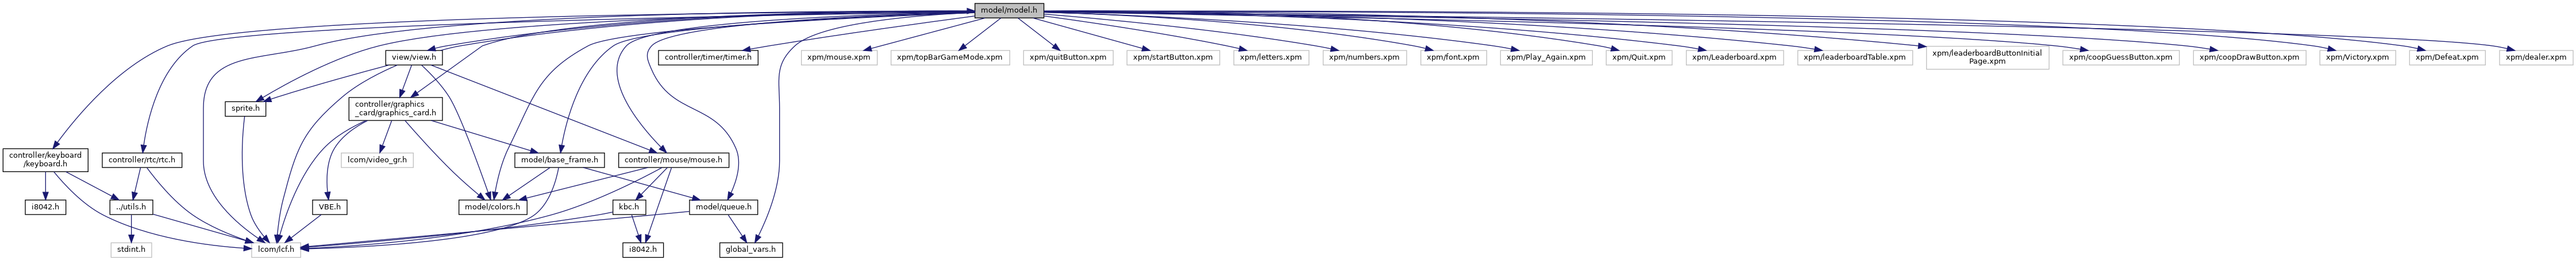 model/model.h
view/view.h
controller/timer/timer.h
xpm/mouse.xpm
xpm/topBarGameMode.xpm
xpm/quitButton.xpm
xpm/startButton.xpm
xpm/letters.xpm
xpm/numbers.xpm
xpm/font.xpm
xpm/Play_Again.xpm
xpm/Quit.xpm
xpm/Leaderboard.xpm
xpm/leaderboardTable.xpm
xpm/leaderboardButtonInitial
Page.xpm
xpm/coopGuessButton.xpm
xpm/coopDrawButton.xpm
xpm/Victory.xpm
xpm/Defeat.xpm
xpm/dealer.xpm
sprite.h
controller/graphics
_card/graphics_card.h
controller/keyboard
/keyboard.h
controller/rtc/rtc.h
lcom/video_gr.h
model/base_frame.h
controller/mouse/mouse.h
i8042.h
../utils.h
VBE.h
model/colors.h
kbc.h
model/queue.h
stdint.h
lcom/lcf.h
i8042.h
global_vars.h